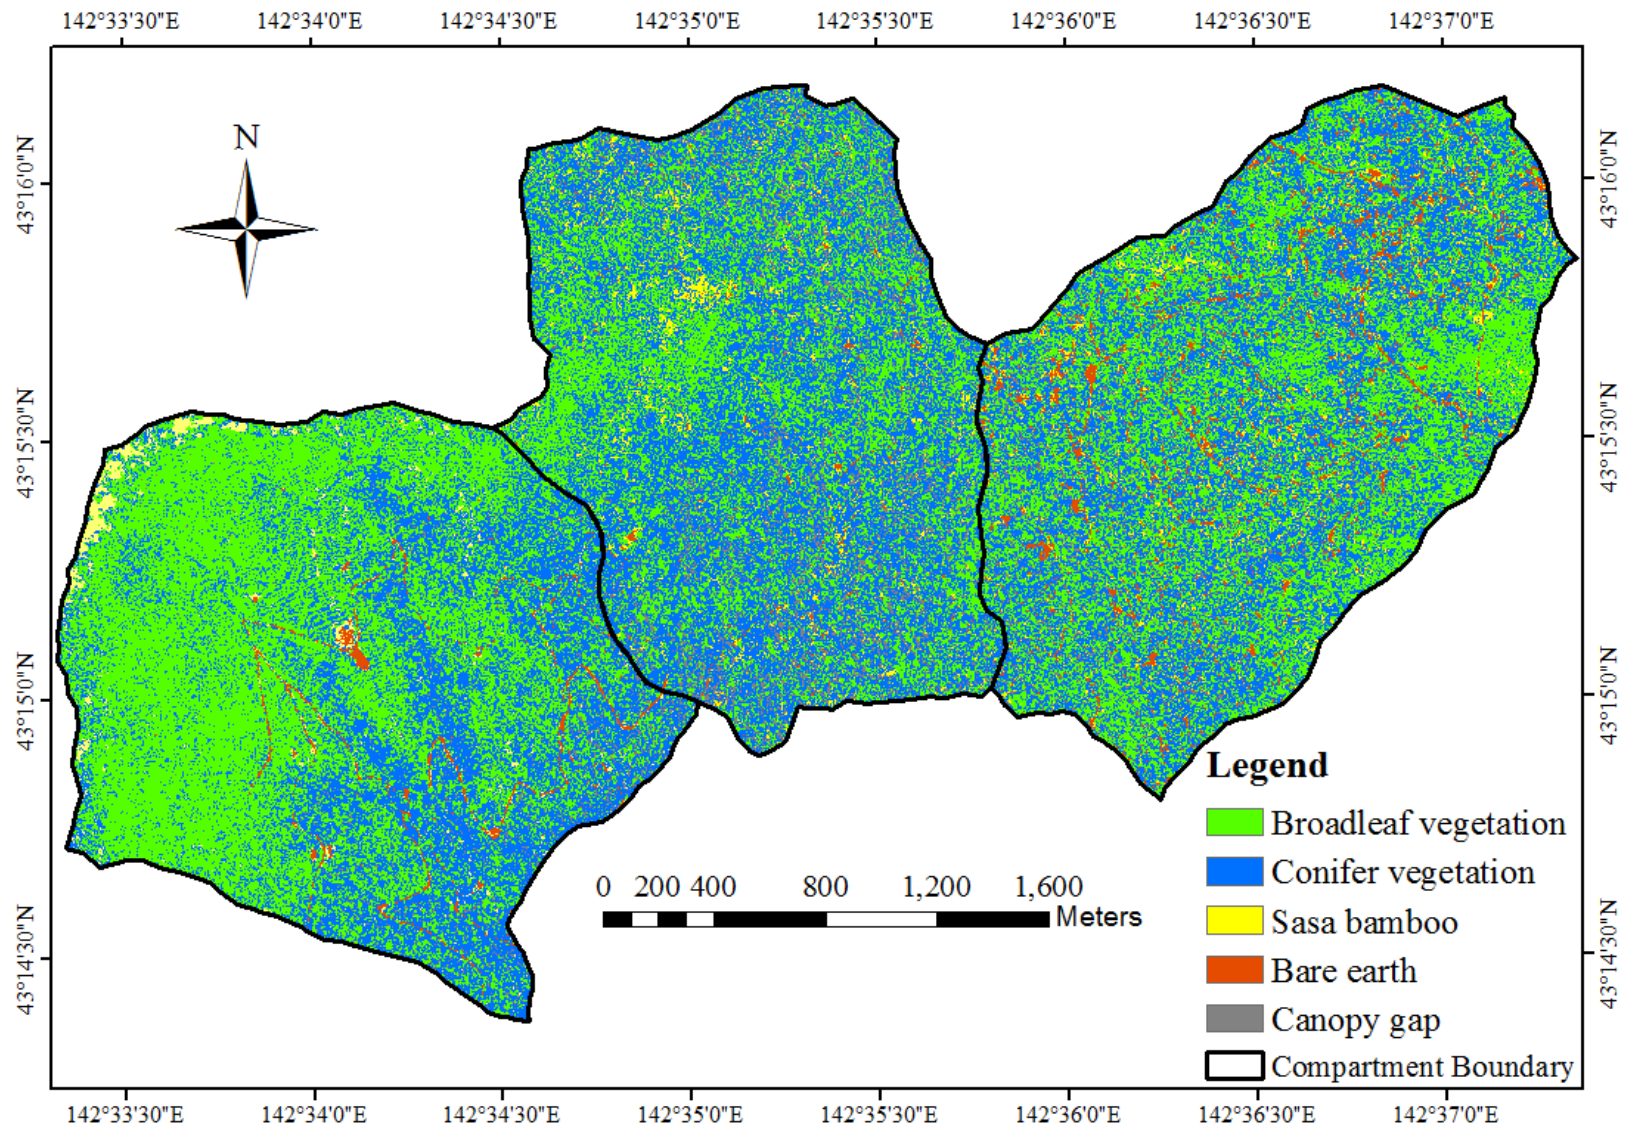 142°33'30"E 142°34'0"E 142°34'30"E 142°35'0"E 142°35'30"E 142°36'0"E 142°36'30"E 142°37'0"E
N
43°16'0"N
43°15'30"N
43°15'0"N
43°14'30"N
43°16'0"N
43°15'30"N
43°15'0"N
43°14'30"N
Legend
Broadleaf vegetation
Conifer vegetation
Sasa bamboo
Bare earth
Canopy gap
Compartment Boundary
0 200 400 800 1,200 1,600
Meters
142°33'30"E 142°34'0"E 142°34'30"E 142°35'0"E 142°35'30"E 142°36'0"E 142°36'30"E 142°37'0"E